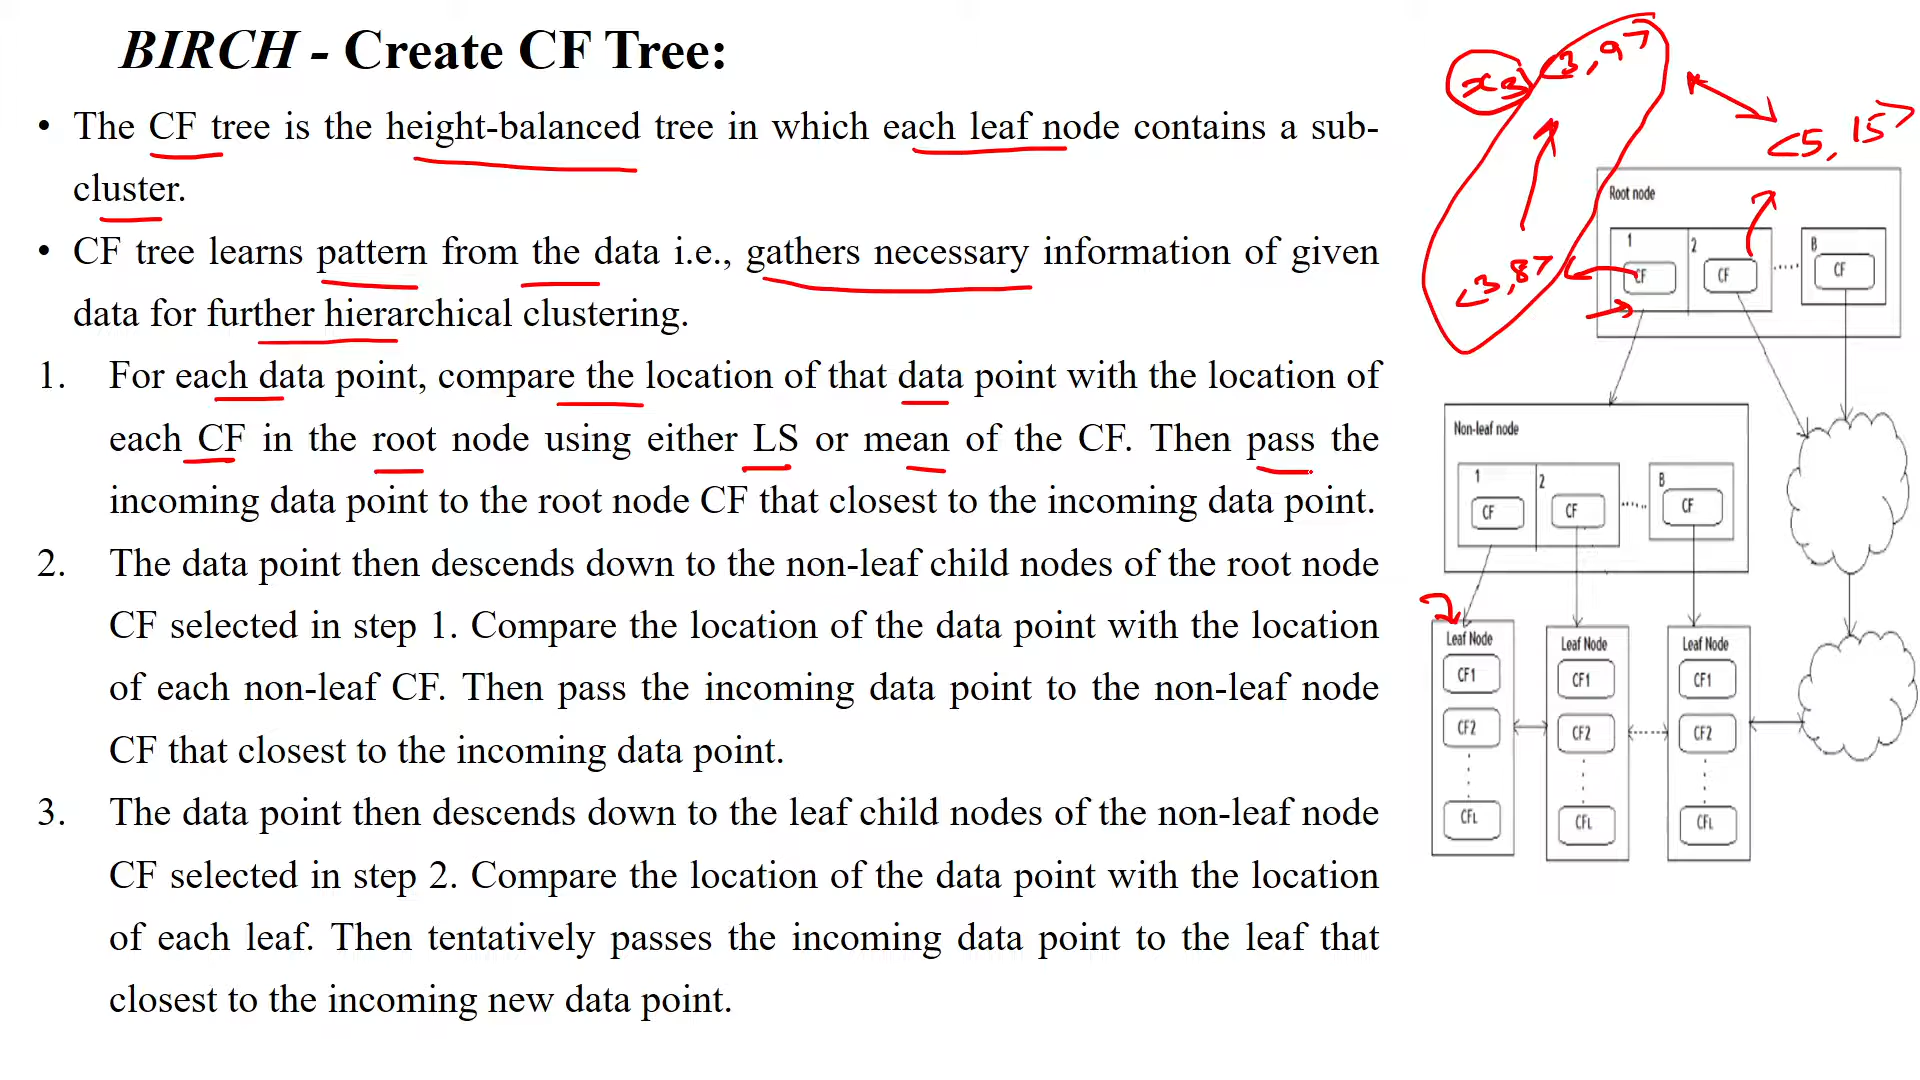 BIRCH - Create CF Tree:
• The CF tree is the height-balanced tree in which each leaf node contains a sub-
cluster.
• CF tree learns pattern from the data i.e., gathers necessary information of given
data for further hierarchical clustering.
1. For each data point, compare the location of that data point with the location of
each CF in the root node using either LS or mean of the CF. Then pass the
incoming data point to the root node CF that closest to the incoming data point.
2. The data point then descends down to the non-leaf child nodes of the root node
CF selected in step 1. Compare the location of the data point with the location
of each non-leaf CF. Then pass the incoming data point to the non-leaf node
CF that closest to the incoming data point.
3. The data point then descends down to the leaf child nodes of the non-leaf node
CF selected in step 2. Compare the location of the data point with the location
of each leaf. Then tentatively passes the incoming data point to the leaf that
closest to the incoming new data point.
x3 <3,9>
<5,15>
<3,8>
Root node
1 2 B
CF CF CF
Non-leaf node
1 2 B
CF CF CF
Leaf Node Leaf Node Leaf Node
CF1 CF1 CF1
CF2 CF2 CF2
CFL CFL CFL